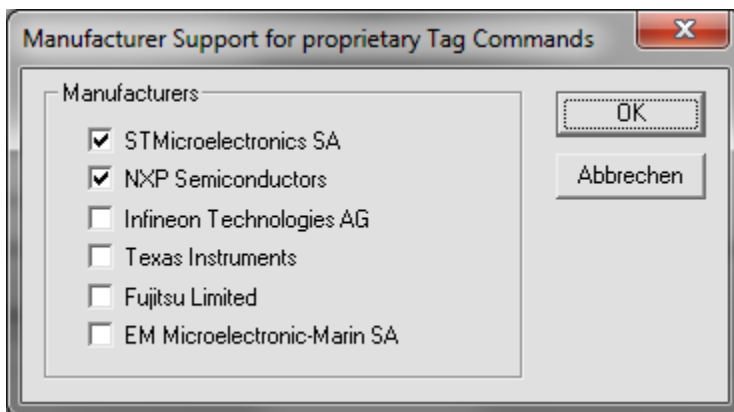 Manufacturer Support for proprietary Tag Commands
Manufacturers
STMicroelectronics SA
NXP Semiconductors
Infineon Technologies AG
Texas Instruments
Fujitsu Limited
EM Microelectronic-Marin SA
OK
Abbrechen